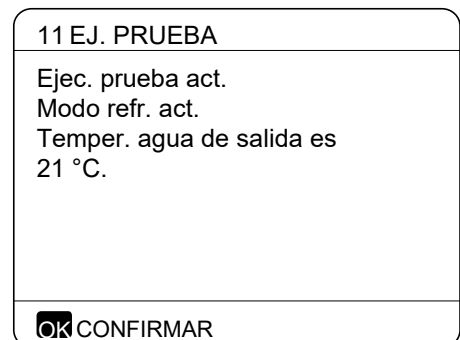 11 EJ. PRUEBA
Ejec. prueba act.
Modo refr. act.
Temper. agua de salida es
21 °C.
OK CONFIRMAR